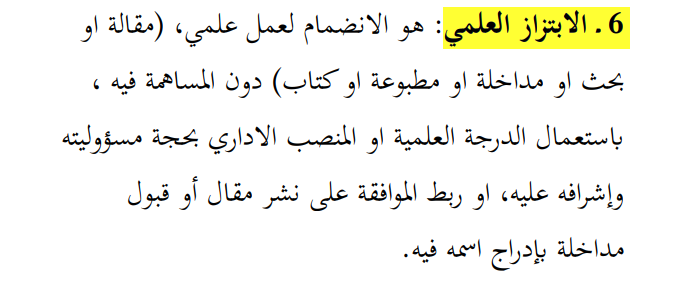 6 ـ الابتزاز العلمي: هو الانضمام لعمل علمي، (مقالة او
بحث او مداخلة او مطبوعة او كتاب) دون المساهمة فيه ،
باستعمال الدرجة العلمية او المنصب الاداري بحجة مسؤوليته
وإشرافه عليه، او ربط الموافقة على نشر مقال أو قبول
مداخلة بإدراج اسمه فيه.